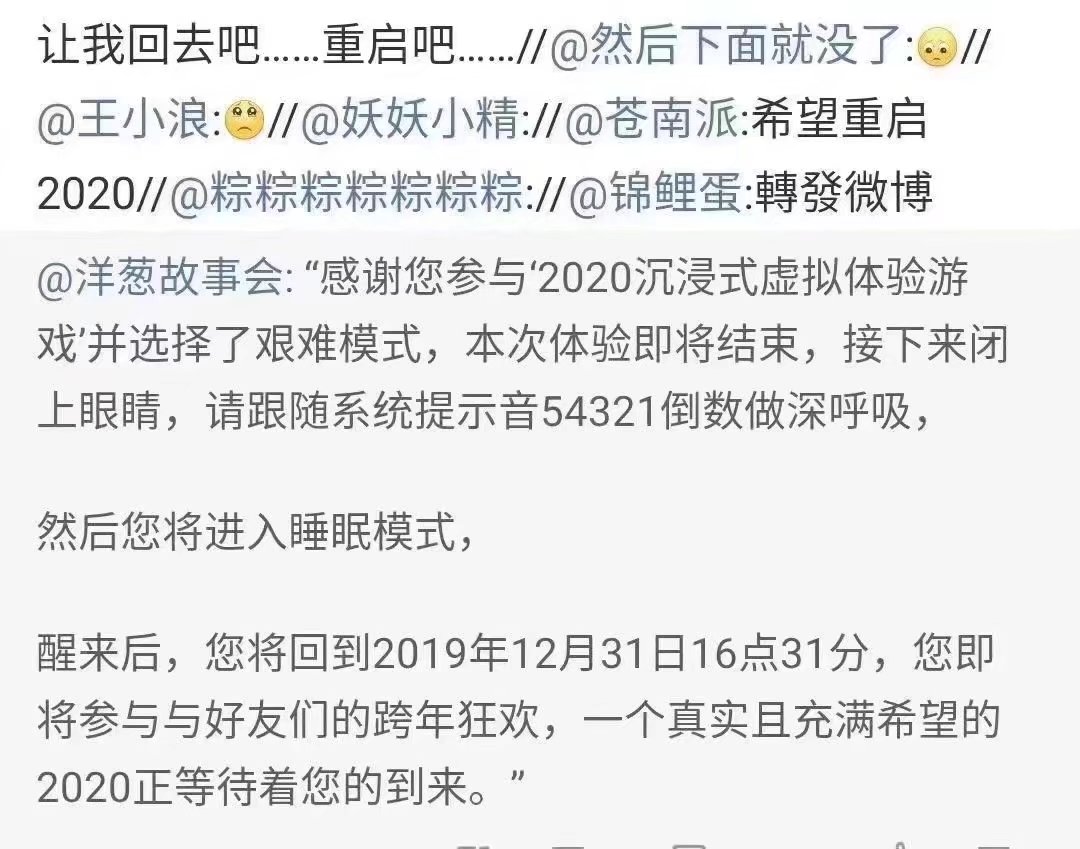 让我回去吧……重启吧……//@然后下面就没了:🥺//
@王小浪:🥺//@妖妖小精://@苍南派:希望重启
2020//@粽粽粽粽粽粽粽://@锦鲤蛋:轉發微博
@洋葱故事会: “感谢您参与‘2020沉浸式虚拟体验游
戏’并选择了艰难模式，本次体验即将结束，接下来闭
上眼睛，请跟随系统提示音54321倒数做深呼吸，
然后您将进入睡眠模式，
醒来后，您将回到2019年12月31日16点31分，您即
将参与与好友们的跨年狂欢，一个真实且充满希望的
2020正等待着您的到来。”